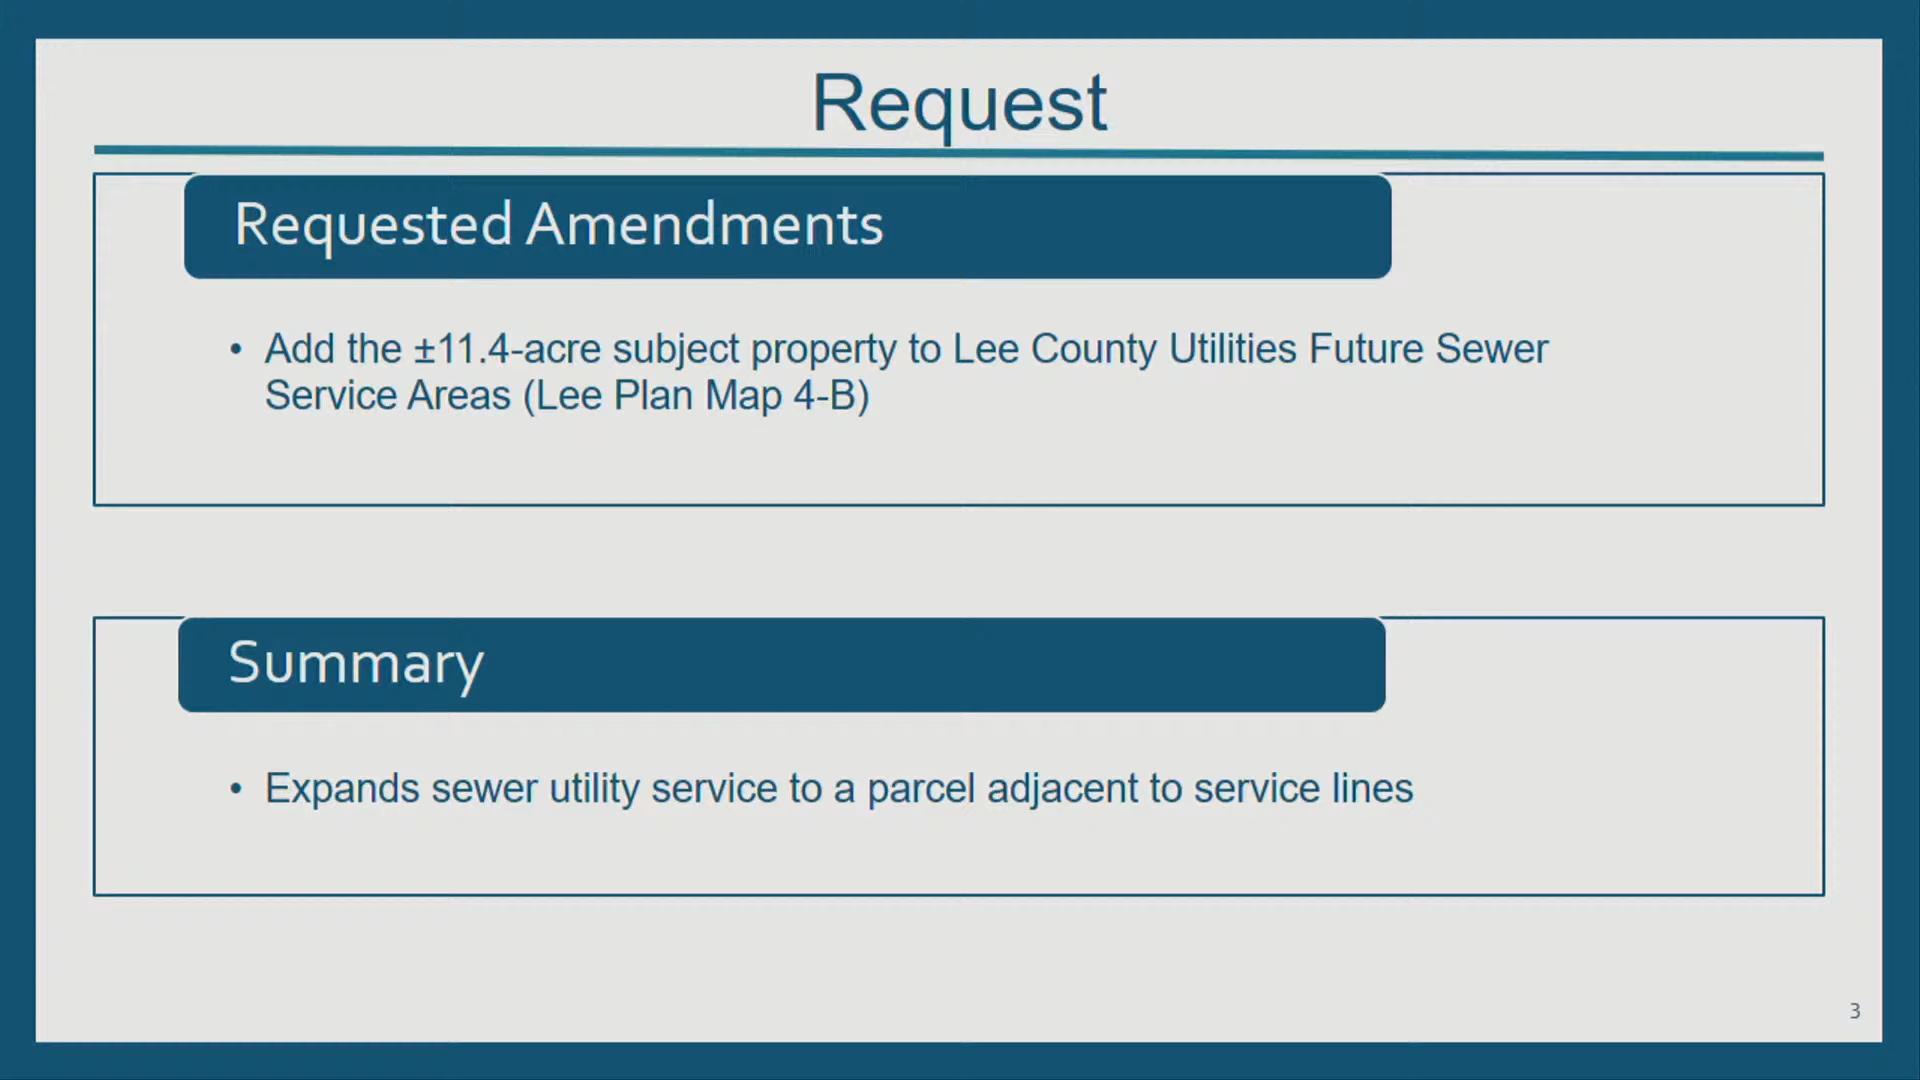 Request
Requested Amendments
• Add the ±11.4-acre subject property to Lee County Utilities Future Sewer
Service Areas (Lee Plan Map 4-B)
Summary
• Expands sewer utility service to a parcel adjacent to service lines
3